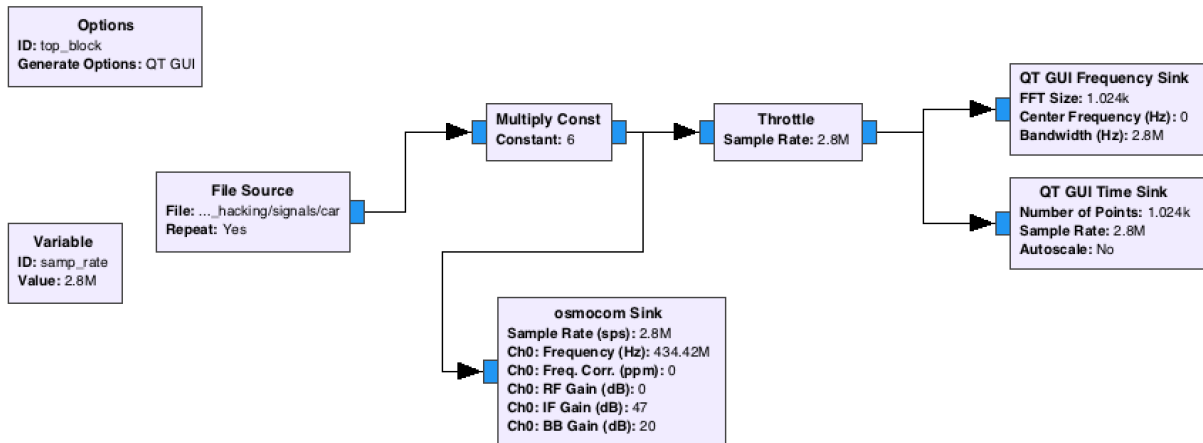 Options
ID: top_block
Generate Options: QT GUI
Variable
ID: samp_rate
Value: 2.8M
File Source
File: ..._hacking/signals/car
Repeat: Yes
Multiply Const
Constant: 6
Throttle
Sample Rate: 2.8M
QT GUI Frequency Sink
FFT Size: 1.024k
Center Frequency (Hz): 0
Bandwidth (Hz): 2.8M
QT GUI Time Sink
Number of Points: 1.024k
Sample Rate: 2.8M
Autoscale: No
osmocom Sink
Sample Rate (sps): 2.8M
Ch0: Frequency (Hz): 434.42M
Ch0: Freq. Corr. (ppm): 0
Ch0: RF Gain (dB): 0
Ch0: IF Gain (dB): 47
Ch0: BB Gain (dB): 20